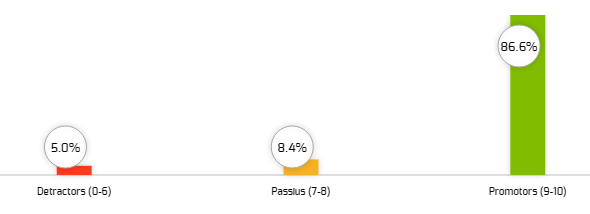 86.6%
5.0%
8.4%
Detractors (0-6)
Passius (7-8)
Promotors (9-10)